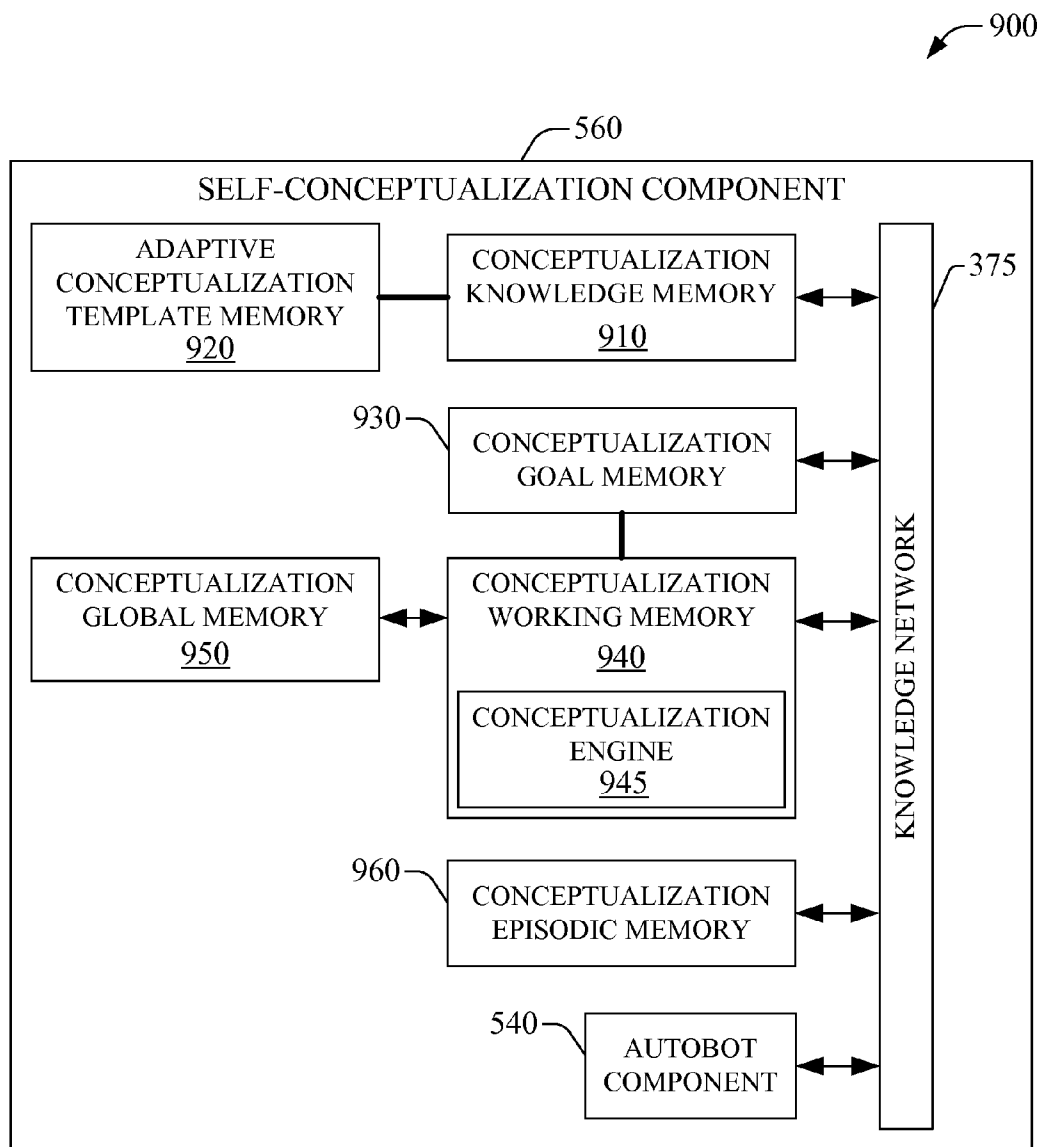 900
560
SELF-CONCEPTUALIZATION COMPONENT
ADAPTIVE
CONCEPTUALIZATION
TEMPLATE MEMORY
920
CONCEPTUALIZATION
KNOWLEDGE MEMORY
910
375
930
CONCEPTUALIZATION
GOAL MEMORY
CONCEPTUALIZATION
GLOBAL MEMORY
950
CONCEPTUALIZATION
WORKING MEMORY
940
CONCEPTUALIZATION
ENGINE
945
KNOWLEDGE NETWORK
960
CONCEPTUALIZATION
EPISODIC MEMORY
540
AUTOBOT
COMPONENT